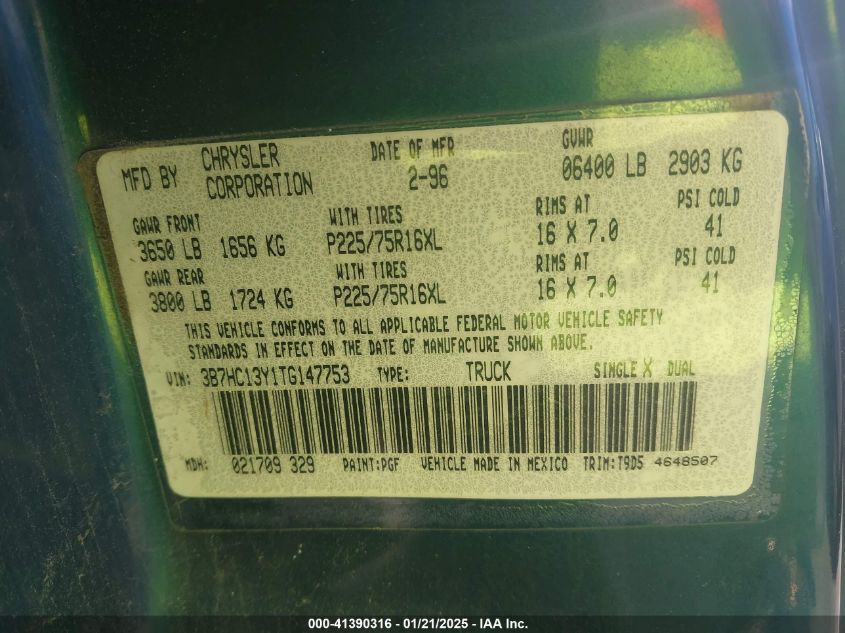 MFD BY CHRYSLER CORPORATION DATE OF MFR 2-96 GVWR 06400 LB 2903 KG
GAWR FRONT WITH TIRES RIMS AT PSI COLD
3650 LB 1656 KG P225/75R16XL 16 X 7.0 41
GAWR REAR WITH TIRES RIMS AT PSI COLD
3800 LB 1724 KG P225/75R16XL 16 X 7.0 41
THIS VEHICLE CONFORMS TO ALL APPLICABLE FEDERAL MOTOR VEHICLE SAFETY
STANDARDS IN EFFECT ON THE DATE OF MANUFACTURE SHOWN ABOVE.
VIN: 3B7HC13Y1TG147753 TYPE: TRUCK SINGLE X DUAL
MDH: 021709 329 PAINT:PGF VEHICLE MADE IN MEXICO TRIM:T9D5 4648507
000-41390316 - 01/21/2025 - IAA Inc.